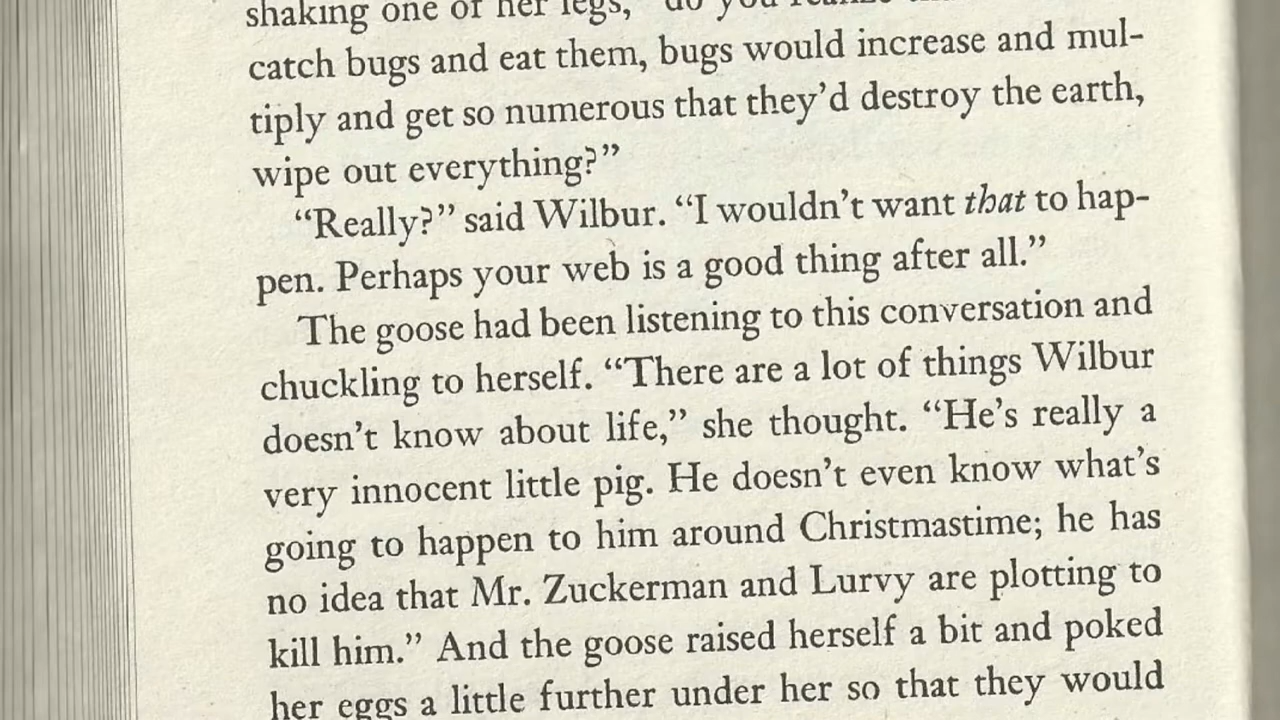 shaking one of her legs, "do you realize
catch bugs and eat them, bugs would increase and mul-
tiply and get so numerous that they'd destroy the earth,
wipe out everything?"
"Really?" said Wilbur. "I wouldn't want that to hap-
pen. Perhaps your web is a good thing after all."
The goose had been listening to this conversation and
chuckling to herself. "There are a lot of things Wilbur
doesn't know about life," she thought. "He's really a
very innocent little pig. He doesn't even know what's
going to happen to him around Christmastime; he has
no idea that Mr. Zuckerman and Lurvy are plotting to
kill him." And the goose raised herself a bit and poked
her eggs a little further under her so that they would